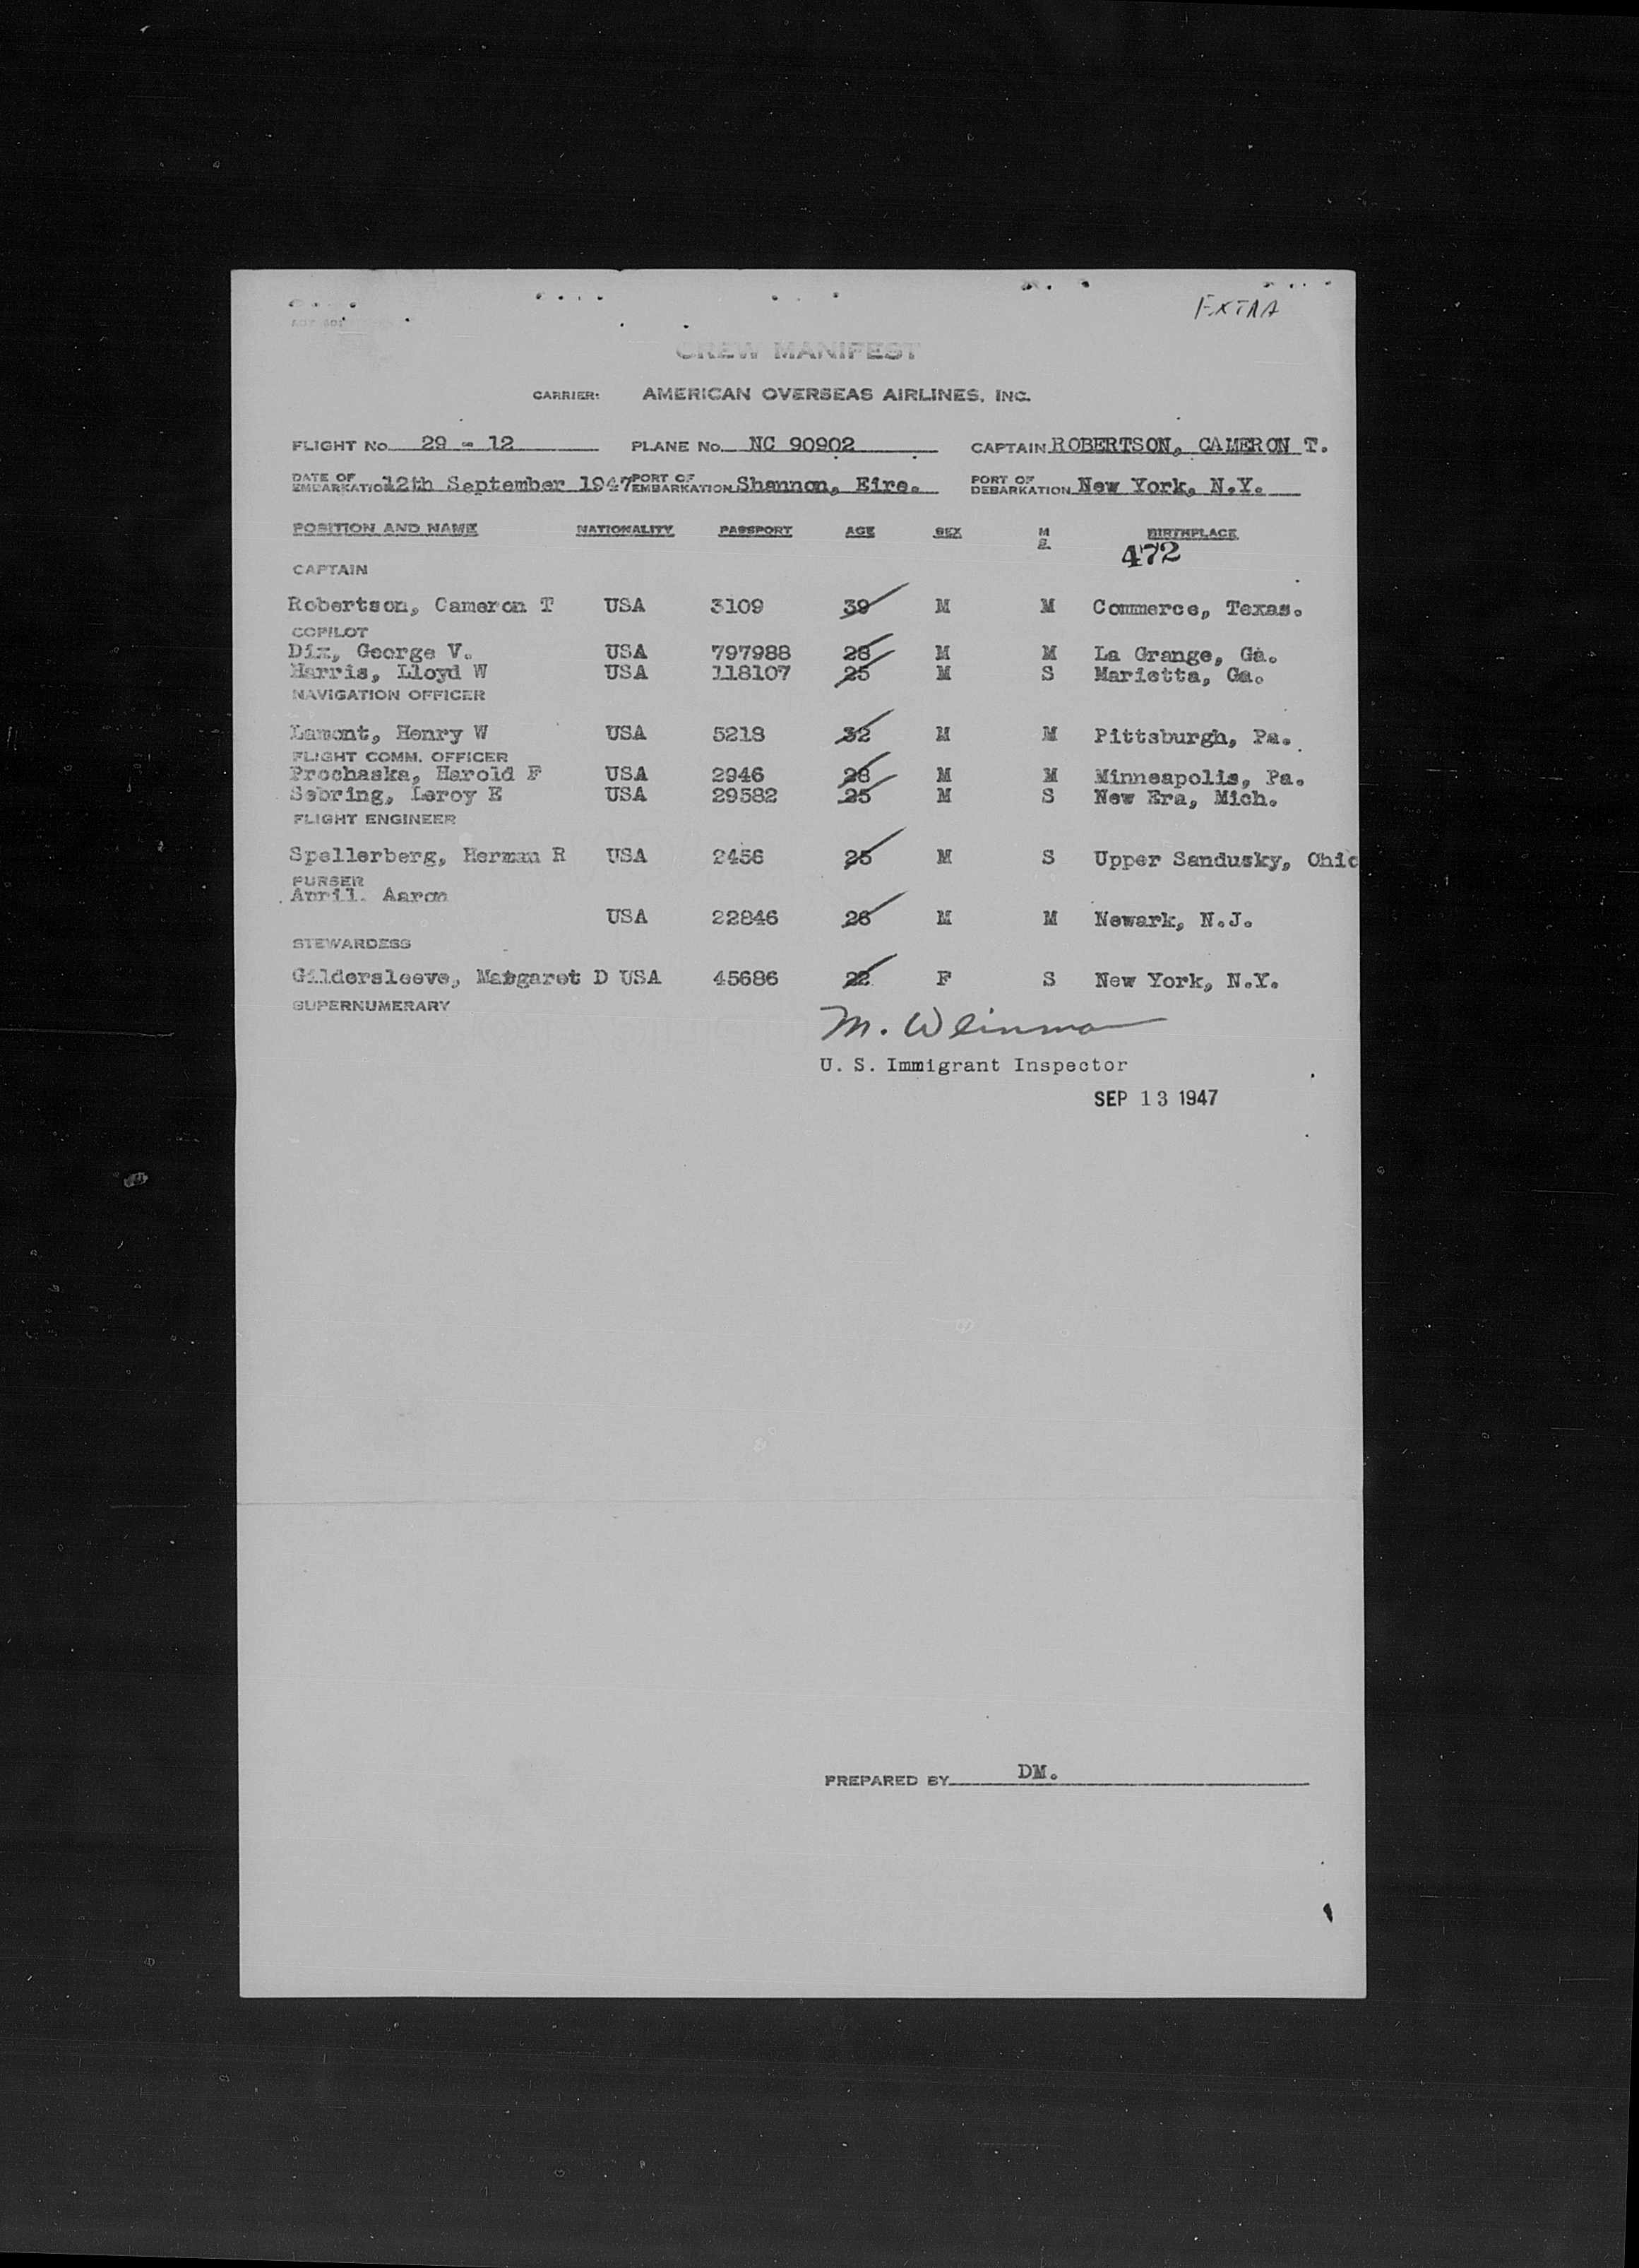 EXTRA
CREW MANIFEST
CARRIER: AMERICAN OVERSEAS AIRLINES, INC.
FLIGHT No. 29 - 12 PLANE No. NC 90902 CAPTAIN ROBERTSON, CAMERON T.
DATE OF EMBARKATION 12th September 1947 PORT OF EMBARKATION Shannon, Eire. PORT OF DEBARKATION New York, N.Y.
POSITION AND NAME NATIONALITY PASSPORT AGE SEX M S. BIRTHPLACE
472
CAPTAIN
Robertson, Cameron T USA 3109 39 M M Commerce, Texas.
COPILOT
Dix, George V. USA 797988 28 M M La Grange, Ga.
Harris, Lloyd W USA 118107 25 M S Marietta, Ga.
NAVIGATION OFFICER
Lamont, Henry W USA 5218 32 M M Pittsburgh, Pa.
FLIGHT COMM. OFFICER
Prochaska, Harold F USA 2946 28 M M Minneapolis, Pa.
Sebring, Leroy E USA 29582 25 M S New Era, Mich.
FLIGHT ENGINEER
Spellerberg, Herman R USA 2456 25 M S Upper Sandusky, Ohio
PURSER
April. Aaron
USA 22846 26 M M Newark, N.J.
STEWARDESS
Gildersleeve, Margaret D USA 45686 22 F S New York, N.Y.
SUPERNUMERARY
M. Weinman
U. S. Immigrant Inspector
SEP 13 1947
PREPARED BY DM.